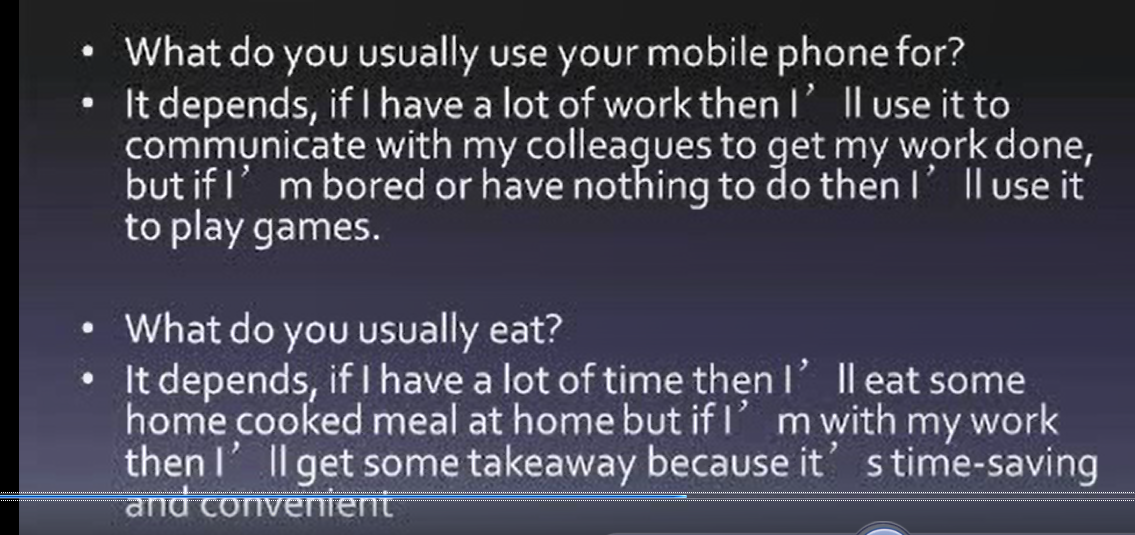 • What do you usually use your mobile phone for?
• It depends, if I have a lot of work then I’ ll use it to
communicate with my colleagues to get my work done,
but if I’ m bored or have nothing to do then I’ ll use it
to play games.
• What do you usually eat?
• It depends, if I have a lot of time then I’ ll eat some
home cooked meal at home but if I’ m with my work
then I’ ll get some takeaway because it’ s time-saving
and convenient